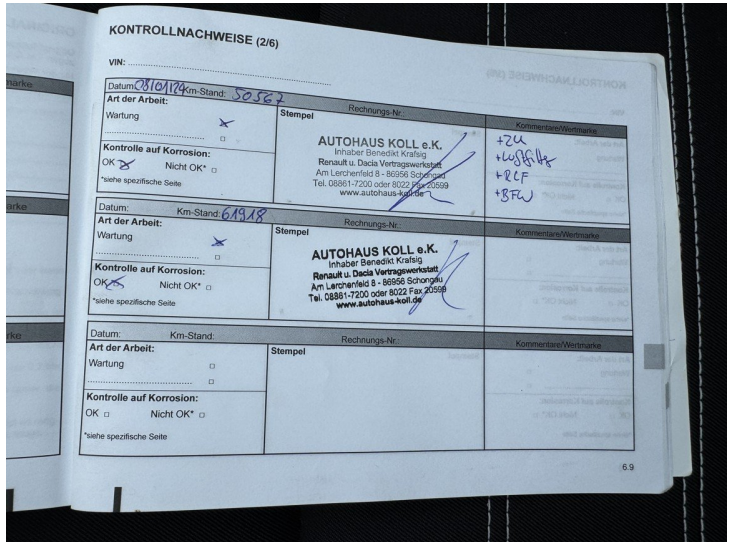 KONTROLLNACHWEISE (2/6)
VIN:
Datum: 08/01/24 Km-Stand: 50567 Rechnungs-Nr.: Kommentare/Wertmarke
Art der Arbeit:
Wartung
Kontrolle auf Korrosion:
OK Nicht OK*
*siehe spezifische Seite
Stempel
AUTOHAUS KOLL e.K.
Inhaber Benedikt Krafsig
Renault u. Dacia Vertragswerkstatt
Am Lerchenfeld 8 - 86956 Schongau
Tel. 08861-7200 oder 8022 Fax 20599
www.autohaus-koll.de
+ZK
+Luftfilter
+RCF
+BFW
Datum: Km-Stand: 61918 Rechnungs-Nr.: Kommentare/Wertmarke
Art der Arbeit:
Wartung
Kontrolle auf Korrosion:
OK Nicht OK*
*siehe spezifische Seite
Stempel
AUTOHAUS KOLL e.K.
Inhaber Benedikt Krafsig
Renault u. Dacia Vertragswerkstatt
Am Lerchenfeld 8 - 86956 Schongau
Tel. 08861-7200 oder 8022 Fax 20599
www.autohaus-koll.de
Datum: Km-Stand: Rechnungs-Nr.: Kommentare/Wertmarke
Art der Arbeit:
Wartung
Kontrolle auf Korrosion:
OK Nicht OK*
*siehe spezifische Seite
Stempel
6.9